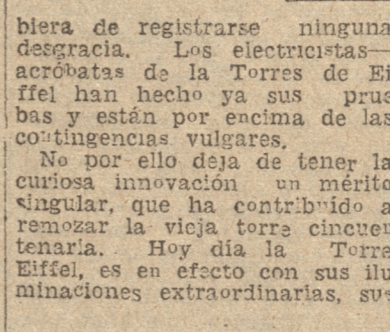 biera de registrarse ninguna
desgracia. Los electricistas—
acróbatas de la Torres de Ei
ffel han hecho ya sus prue
bas y están por encima de las
contingencias vulgares.
No por ello deja de tener la
curiosa innovación un mérito
singular, que ha contribuído a
remozar la vieja torre cincuen
tenaria. Hoy día la Torre
Eiffel, es en efecto con sus ilu
minaciones extraordinarias, sus